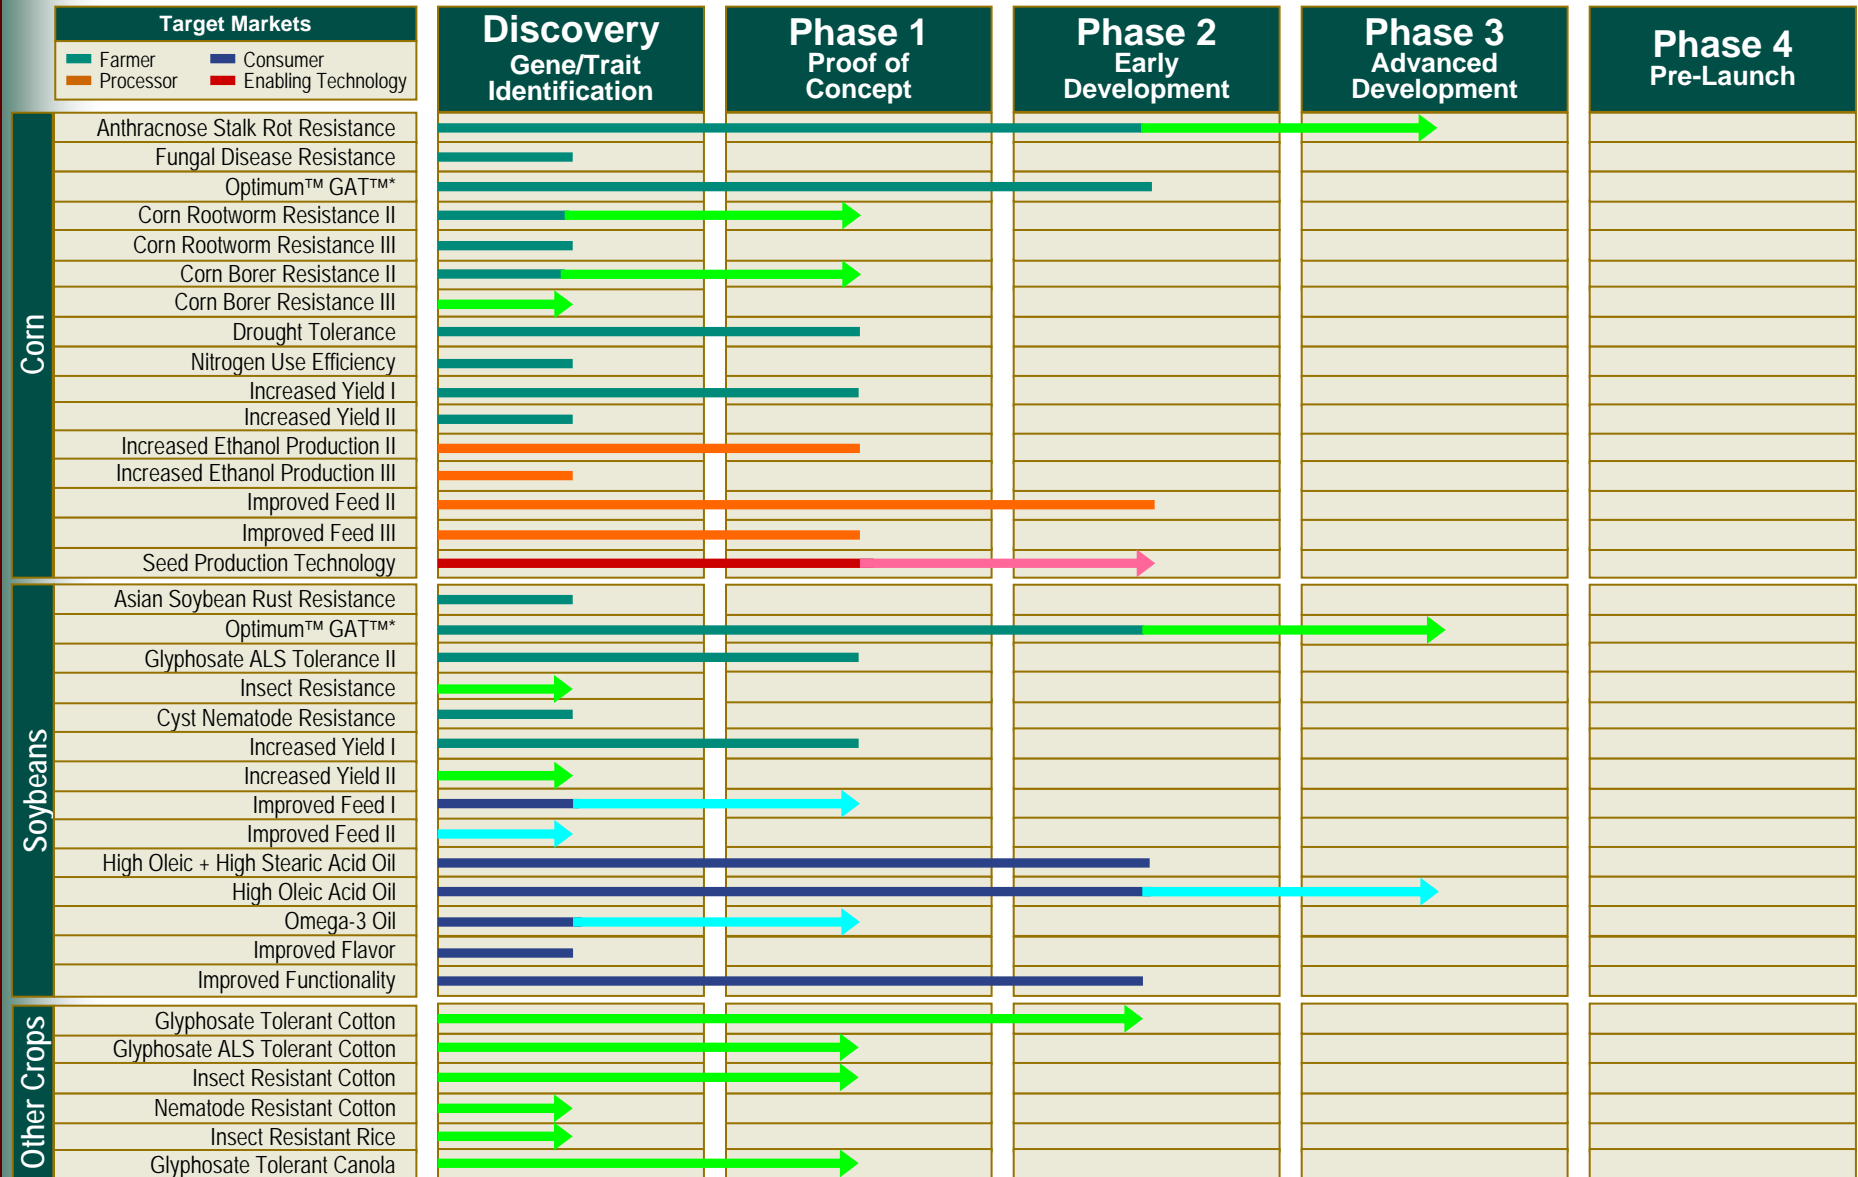 Target Markets
Farmer
Consumer
Processor
Enabling Technology
Discovery
Gene/Trait
Identification
Phase 1
Proof of
Concept
Phase 2
Early
Development
Phase 3
Advanced
Development
Phase 4
Pre-Launch
Corn
Anthracnose Stalk Rot Resistance
Fungal Disease Resistance
Optimum™ GAT™*
Corn Rootworm Resistance II
Corn Rootworm Resistance III
Corn Borer Resistance II
Corn Borer Resistance III
Drought Tolerance
Nitrogen Use Efficiency
Increased Yield I
Increased Yield II
Increased Ethanol Production II
Increased Ethanol Production III
Improved Feed II
Improved Feed III
Seed Production Technology
Soybeans
Asian Soybean Rust Resistance
Optimum™ GAT™*
Glyphosate ALS Tolerance II
Insect Resistance
Cyst Nematode Resistance
Increased Yield I
Increased Yield II
Improved Feed I
Improved Feed II
High Oleic + High Stearic Acid Oil
High Oleic Acid Oil
Omega-3 Oil
Improved Flavor
Improved Functionality
Other Crops
Glyphosate Tolerant Cotton
Glyphosate ALS Tolerant Cotton
Insect Resistant Cotton
Nematode Resistant Cotton
Insect Resistant Rice
Glyphosate Tolerant Canola